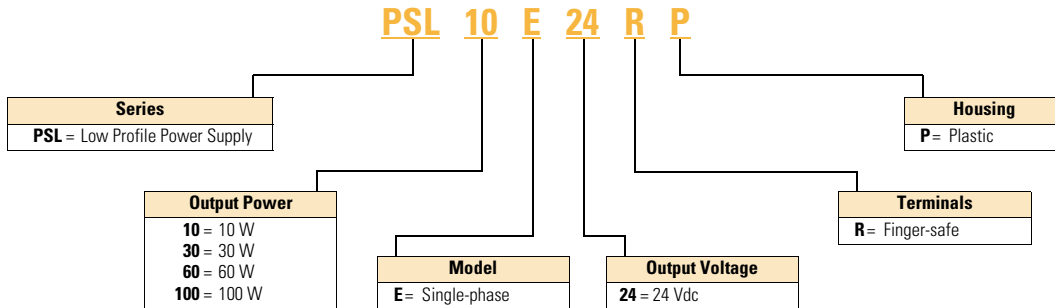 PSL 10 E 24 R P
Series
PSL = Low Profile Power Supply
Housing
P= Plastic
Output Power
10 = 10 W
30 = 30 W
60 = 60 W
100 = 100 W
Terminals
R= Finger-safe
Model
E= Single-phase
Output Voltage
24 = 24 Vdc